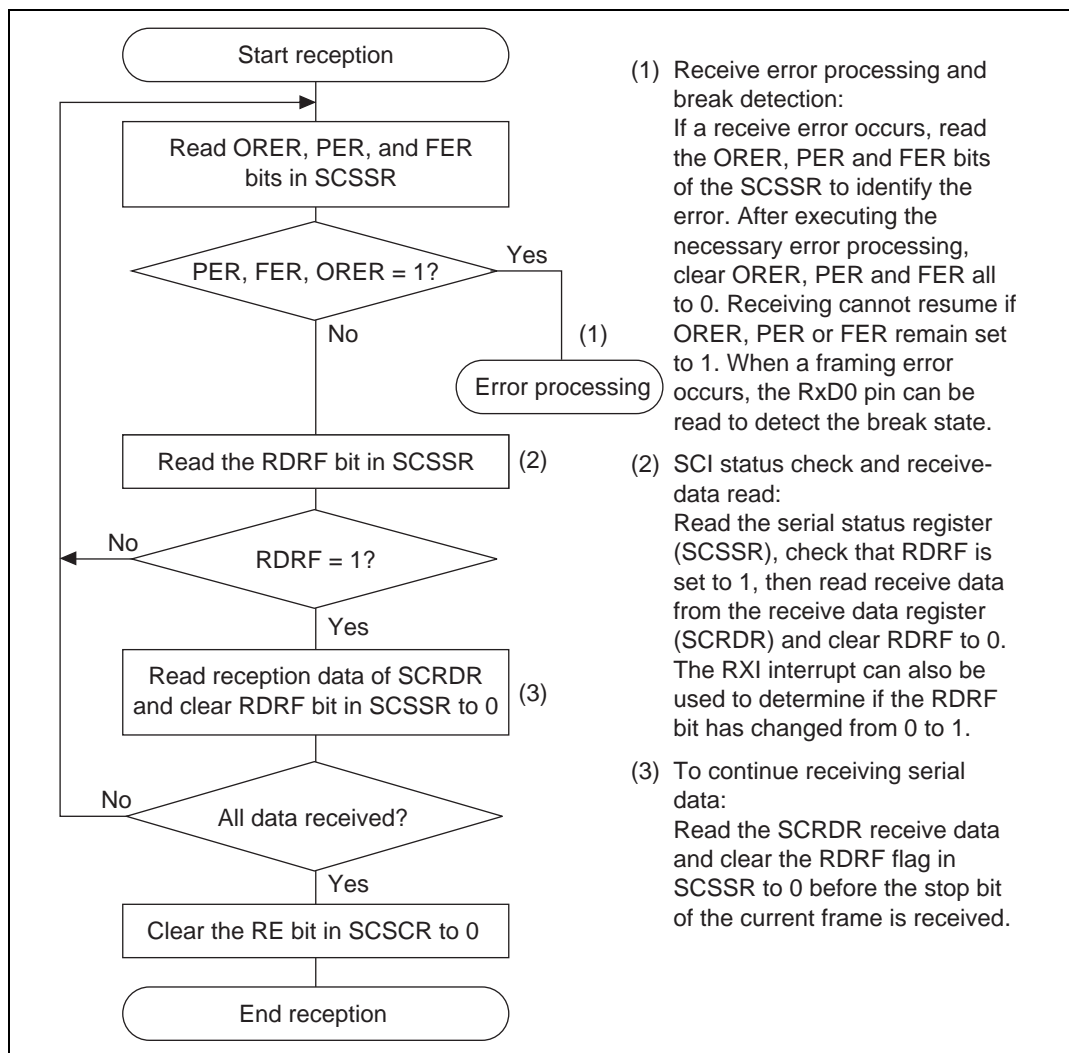 Start reception
Read ORER, PER, and FER
bits in SCSSR
PER, FER, ORER = 1?
Yes
No
(1)
Error processing
Read the RDRF bit in SCSSR
(2)
No
RDRF = 1?
Yes
Read reception data of SCRDR
and clear RDRF bit in SCSSR to 0
(3)
No
All data received?
Yes
Clear the RE bit in SCSCR to 0
End reception
(1) Receive error processing and
break detection:
If a receive error occurs, read
the ORER, PER and FER bits
of the SCSSR to identify the
error. After executing the
necessary error processing,
clear ORER, PER and FER all
to 0. Receiving cannot resume if
ORER, PER or FER remain set
to 1. When a framing error
occurs, the RxD0 pin can be
read to detect the break state.
(2) SCI status check and receive-
data read:
Read the serial status register
(SCSSR), check that RDRF is
set to 1, then read receive data
from the receive data register
(SCRDR) and clear RDRF to 0.
The RXI interrupt can also be
used to determine if the RDRF
bit has changed from 0 to 1.
(3) To continue receiving serial
data:
Read the SCRDR receive data
and clear the RDRF flag in
SCSSR to 0 before the stop bit
of the current frame is received.